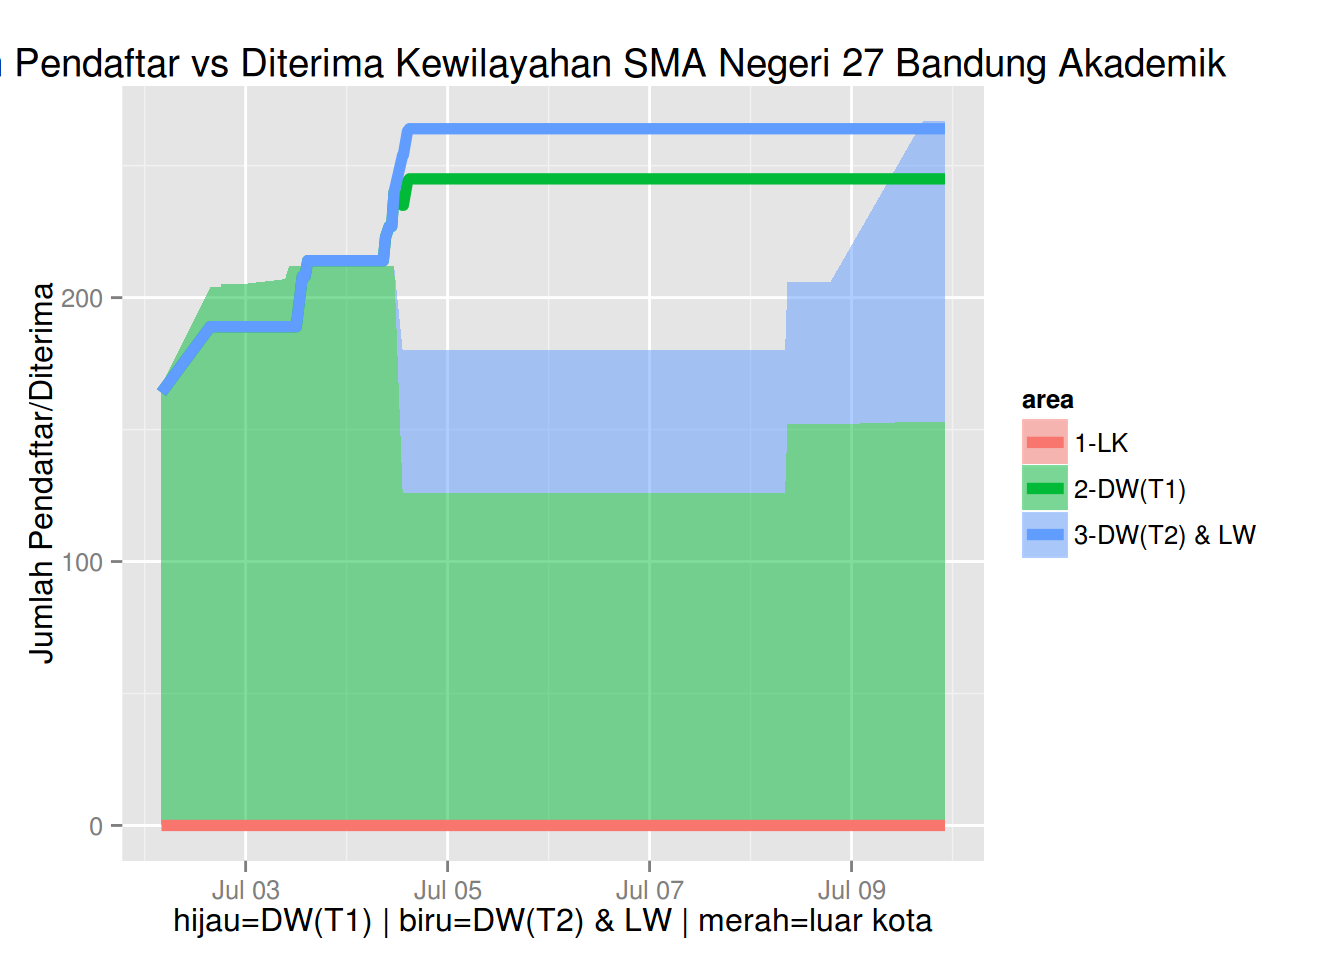 Pendaftar vs Diterima Kewilayahan SMA Negeri 27 Bandung Akademik
Jumlah Pendaftar/Diterima
200
100
0
Jul 03
Jul 05
Jul 07
Jul 09
hijau=DW(T1) | biru=DW(T2) & LW | merah=luar kota
area
1-LK
2-DW(T1)
3-DW(T2) & LW